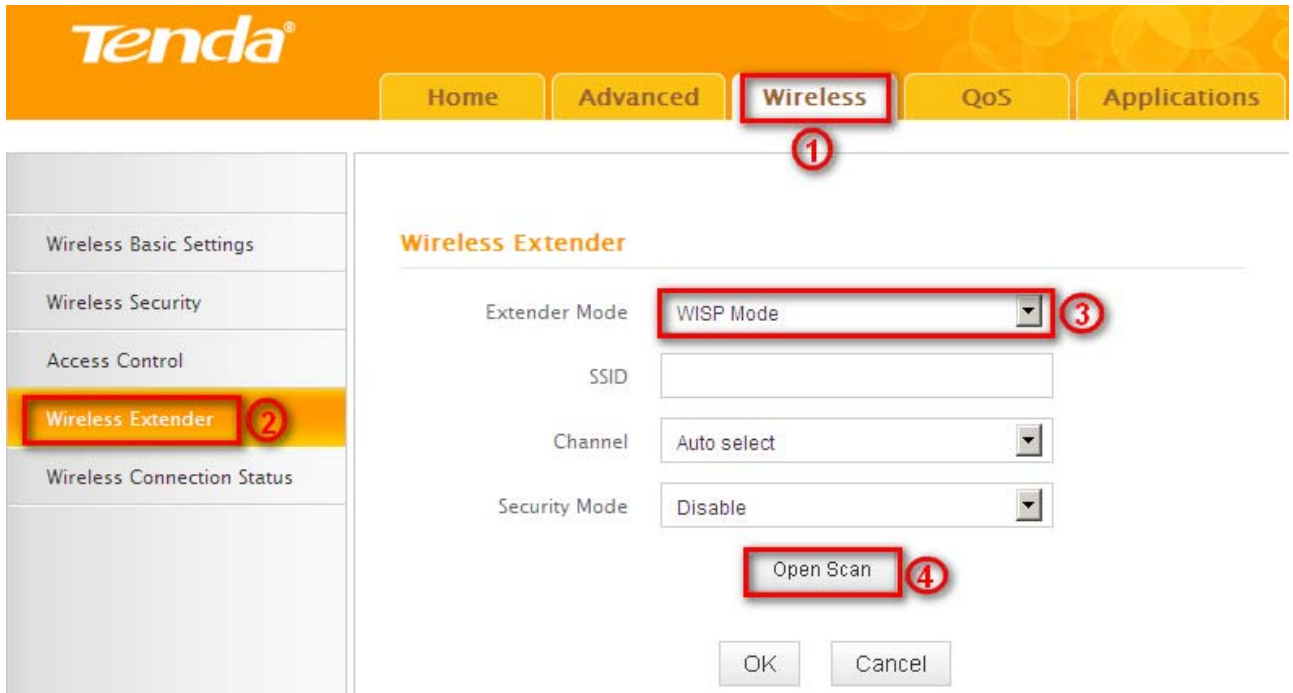 Tenda®
Home Advanced Wireless QoS Applications
1
Wireless Basic Settings
Wireless Security
Access Control
Wireless Extender 2
Wireless Connection Status
Wireless Extender
Extender Mode WISP Mode 3
SSID
Channel Auto select
Security Mode Disable
Open Scan 4
OK Cancel